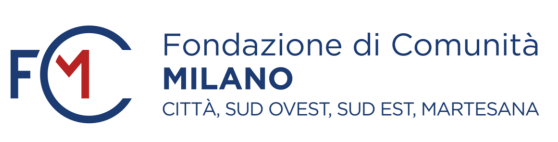 FMC
Fondazione di Comunità
MILANO
CITTÀ, SUD OVEST, SUD EST, MARTESANA